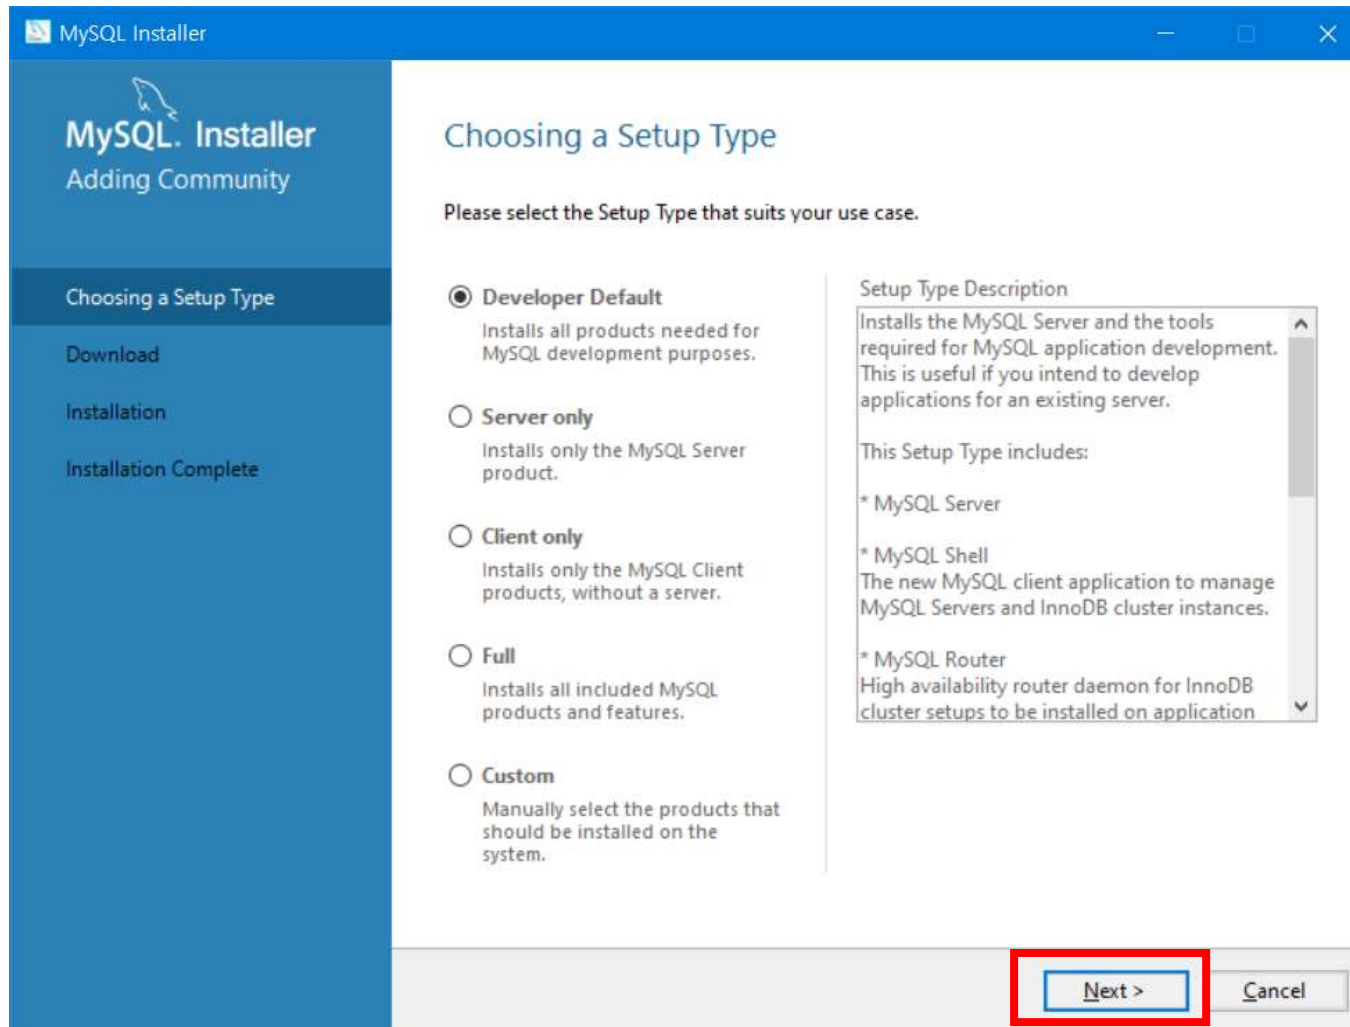 MySQL Installer
MySQL. Installer
Adding Community
Choosing a Setup Type
Download
Installation
Installation Complete
Choosing a Setup Type
Please select the Setup Type that suits your use case.
Developer Default
Installs all products needed for
MySQL development purposes.
Server only
Installs only the MySQL Server
product.
Client only
Installs only the MySQL Client
products, without a server.
Full
Installs all included MySQL
products and features.
Custom
Manually select the products that
should be installed on the
system.
Setup Type Description
Installs the MySQL Server and the tools
required for MySQL application development.
This is useful if you intend to develop
applications for an existing server.
This Setup Type includes:
* MySQL Server
* MySQL Shell
The new MySQL client application to manage
MySQL Servers and InnoDB cluster instances.
* MySQL Router
High availability router daemon for InnoDB
cluster setups to be installed on application
Next >
Cancel